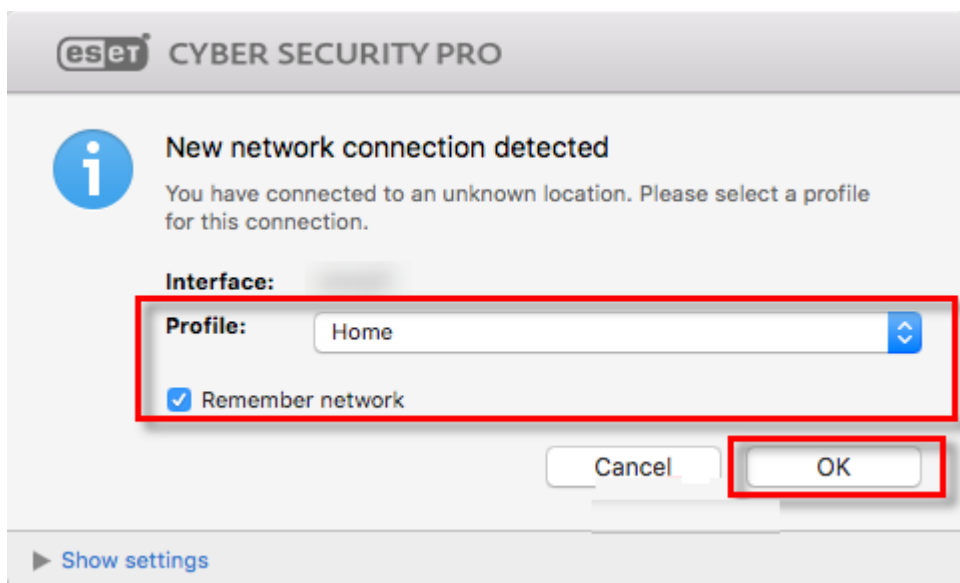 eset CYBER SECURITY PRO
New network connection detected
You have connected to an unknown location. Please select a profile
for this connection.
Interface:
Profile: Home
Remember network
Cancel OK
Show settings